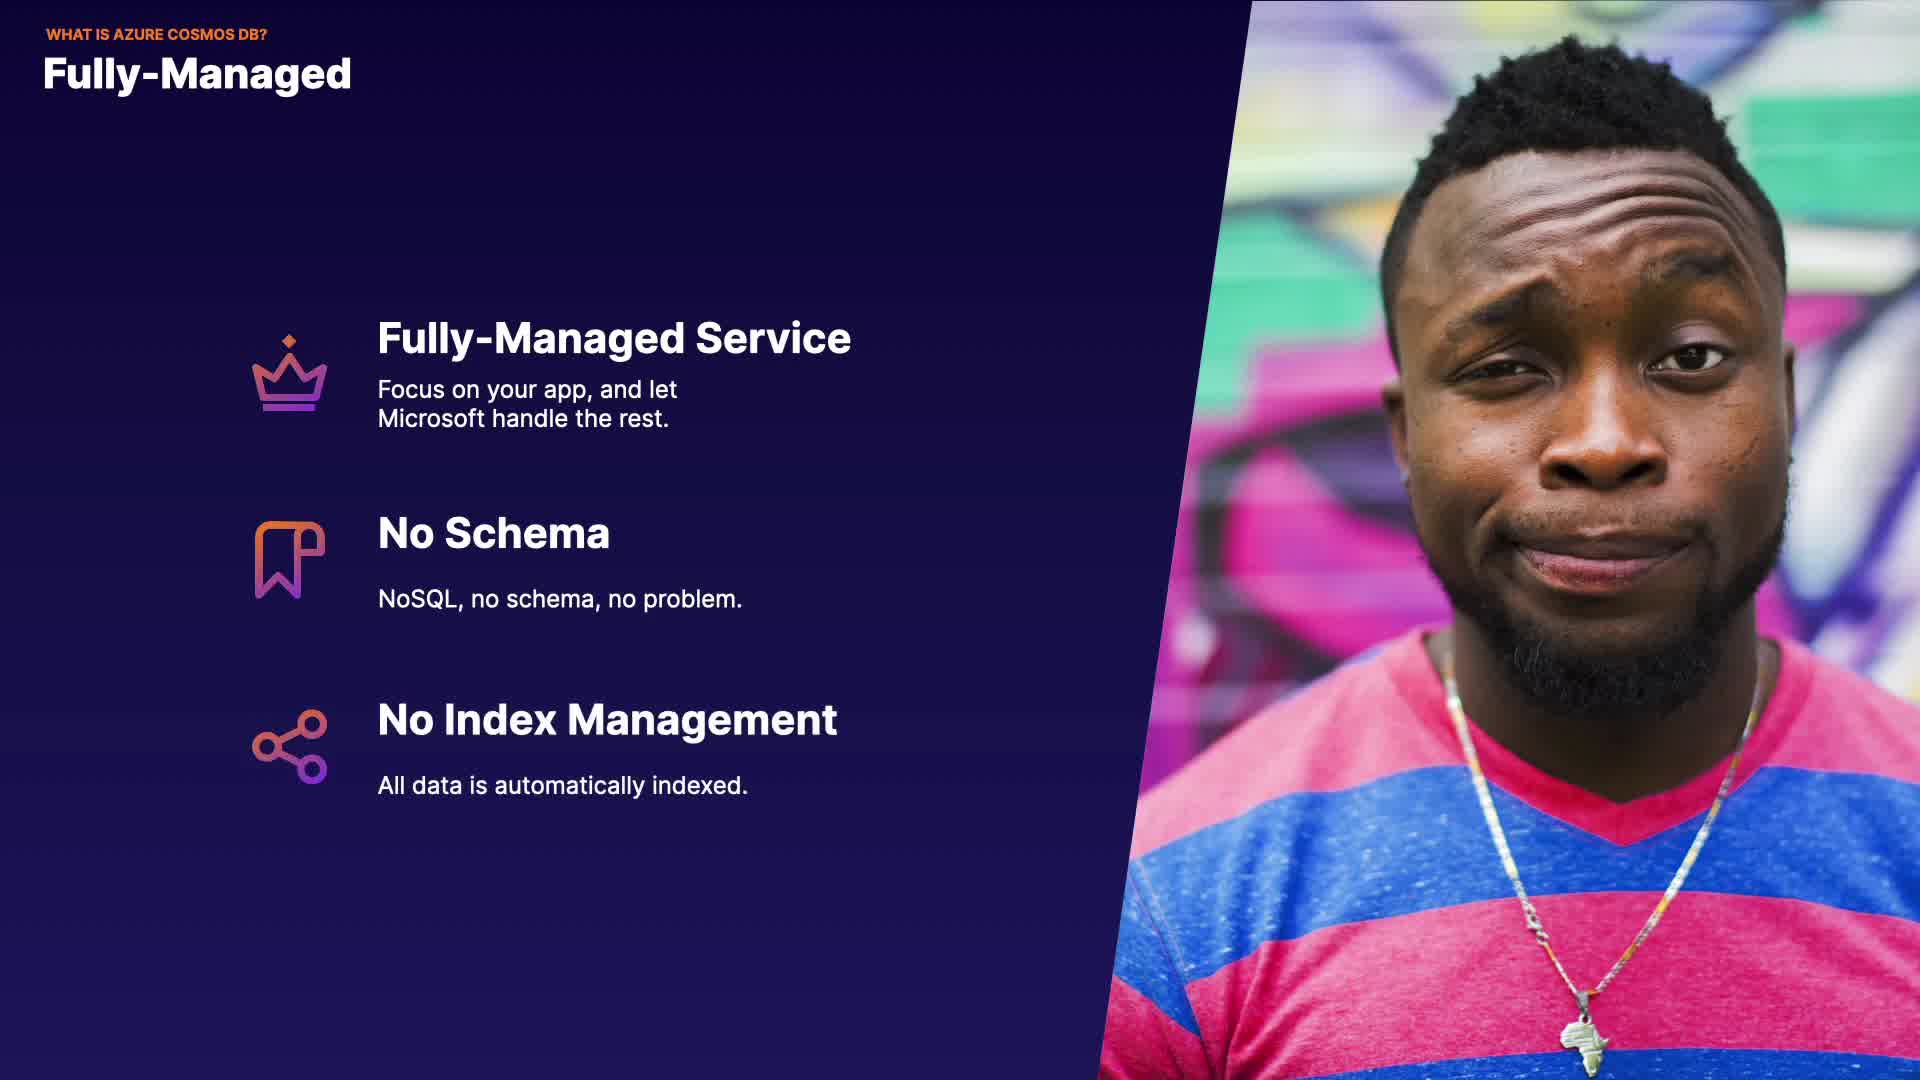 WHAT IS AZURE COSMOS DB?
Fully-Managed
Fully-Managed Service
Focus on your app, and let
Microsoft handle the rest.
No Schema
NoSQL, no schema, no problem.
No Index Management
All data is automatically indexed.